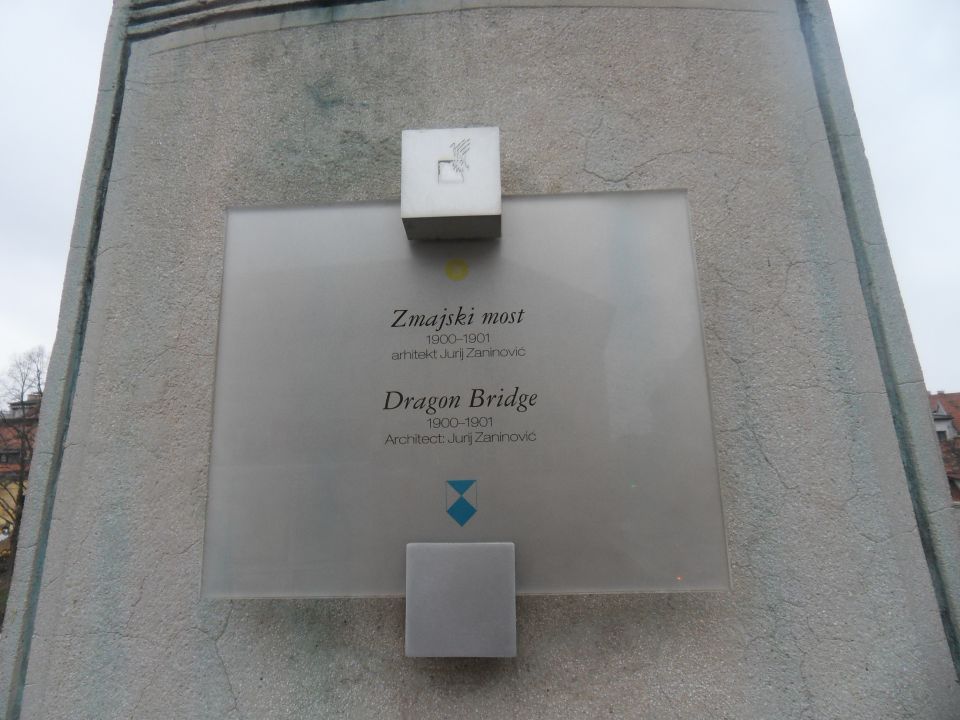 Zmajski most
1900–1901
arhitekt Jurij Zaninović
Dragon Bridge
1900–1901
Architect: Jurij Zaninović